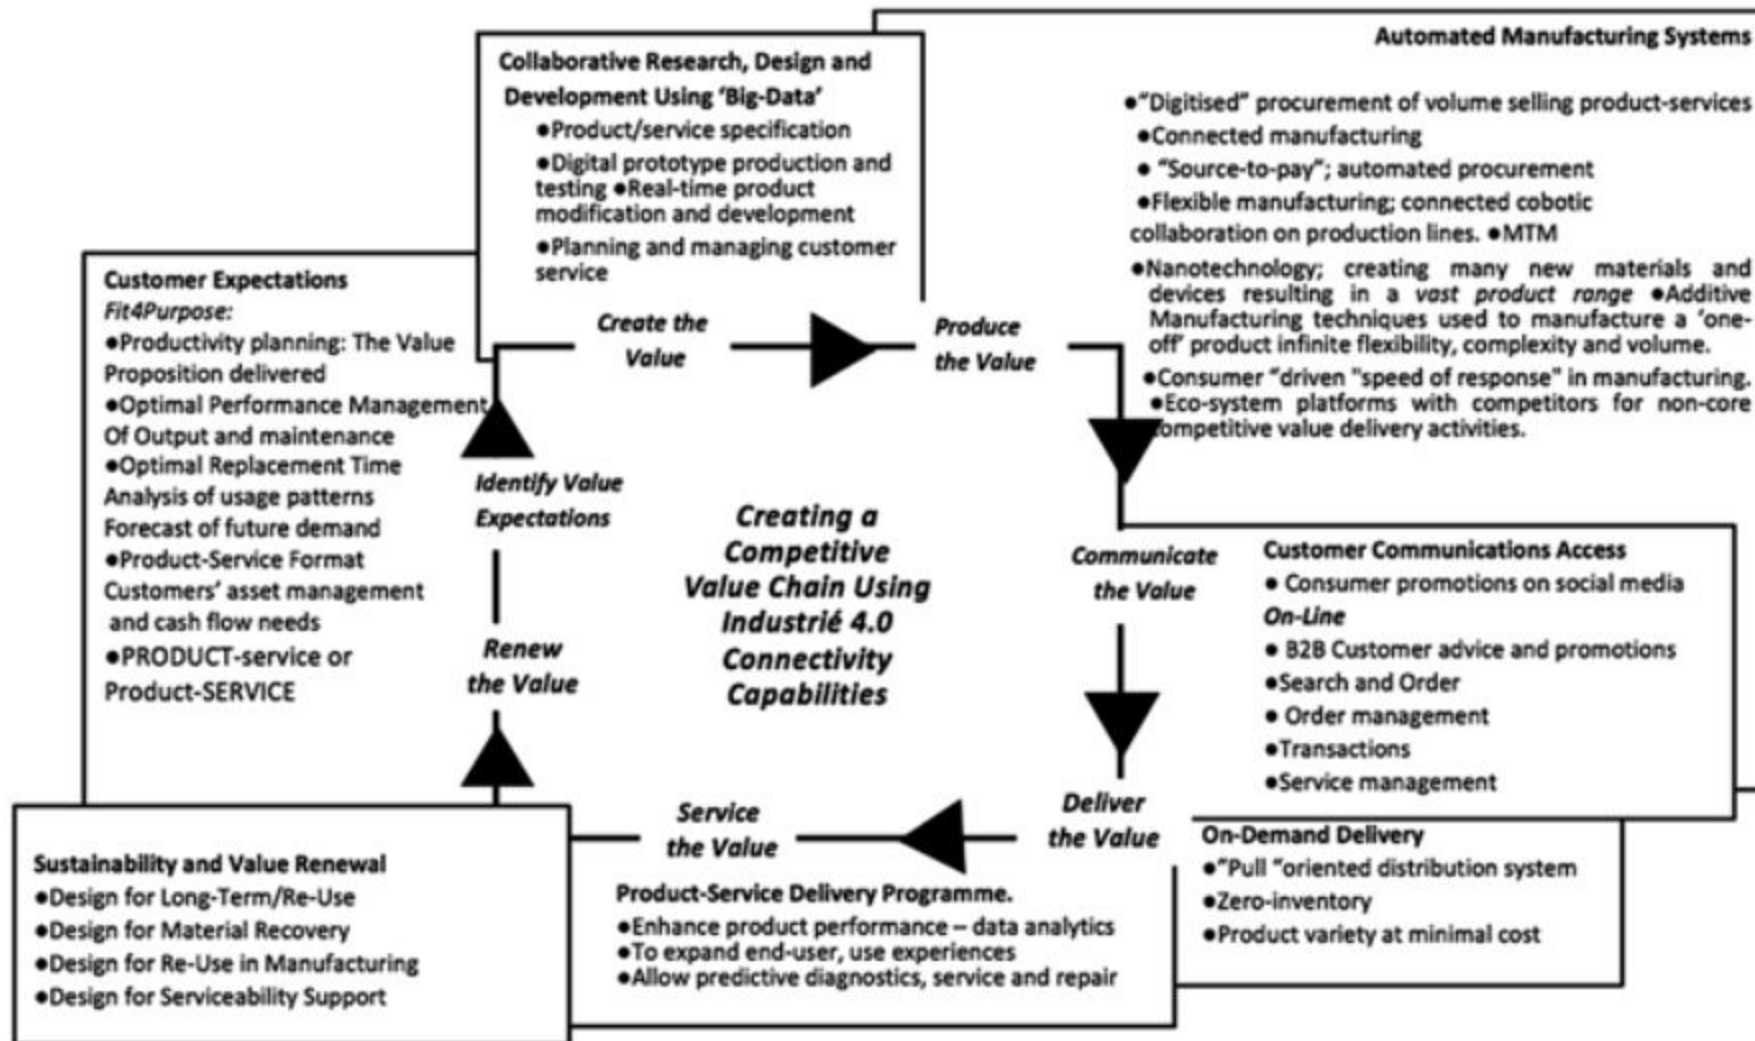 Automated Manufacturing Systems
Collaborative Research, Design and
Development Using ‘Big-Data’
●Product/service specification
●Digital prototype production and
testing ●Real-time product
modification and development
●Planning and managing customer
service
●“Digitised” procurement of volume selling product-services
●Connected manufacturing
● “Source-to-pay”; automated procurement
●Flexible manufacturing; connected cobotic
collaboration on production lines. ●MTM
●Nanotechnology; creating many new materials and
devices resulting in a vast product range ●Additive
Manufacturing techniques used to manufacture a ‘one-
off’ product infinite flexibility, complexity and volume.
●Consumer “driven "speed of response" in manufacturing.
●Eco-system platforms with competitors for non-core
competitive value delivery activities.
Customer Expectations
Fit4Purpose:
●Productivity planning: The Value
Proposition delivered
●Optimal Performance Management
Of Output and maintenance
●Optimal Replacement Time
Analysis of usage patterns
Forecast of future demand
●Product-Service Format
Customers’ asset management
and cash flow needs
●PRODUCT-service or
Product-SERVICE
Create the
Value
Produce
the Value
Identify Value
Expectations
Creating a
Competitive
Value Chain Using
Industrié 4.0
Connectivity
Capabilities
Communicate
the Value
Customer Communications Access
● Consumer promotions on social media
On-Line
● B2B Customer advice and promotions
●Search and Order
● Order management
●Transactions
●Service management
Renew
the Value
Service
the Value
Deliver
the Value
On-Demand Delivery
●“Pull “oriented distribution system
●Zero-inventory
●Product variety at minimal cost
Sustainability and Value Renewal
●Design for Long-Term/Re-Use
●Design for Material Recovery
●Design for Re-Use in Manufacturing
●Design for Serviceability Support
Product-Service Delivery Programme.
●Enhance product performance – data analytics
●To expand end-user, use experiences
●Allow predictive diagnostics, service and repair